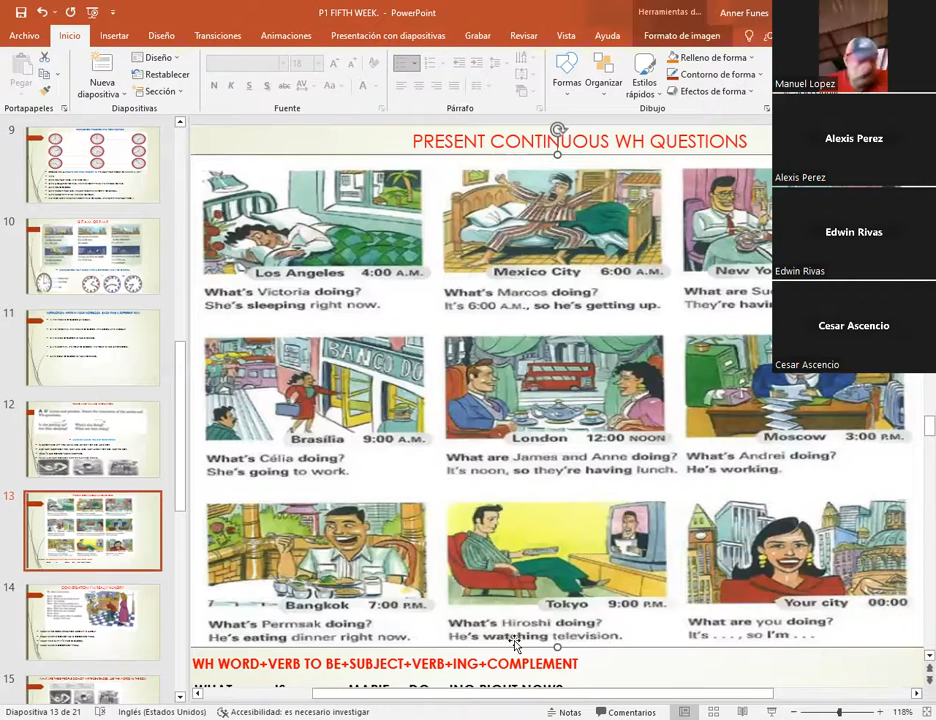 P1 FIFTH WEEK. - PowerPoint
Herramientas d...
Anner Funes
Archivo
Inicio
Insertar
Diseño
Transiciones
Animaciones
Presentación con diapositivas
Grabar
Revisar
Vista
Ayuda
Formato de imagen
Pegar
Nueva diapositiva
Diseño
Restablecer
Sección
18
N K S S ab Aa A
Formas
Organizar
Estilos rápidos
Relleno de forma
Contorno de forma
Efectos de forma
Portapapeles
Diapositivas
Fuente
Párrafo
Dibujo
Manuel Lopez
Alexis Perez
Alexis Perez
Edwin Rivas
Edwin Rivas
Cesar Ascencio
Cesar Ascencio
9
10
11
12
13
14
15
PRESENT CONTINUOUS WH QUESTIONS
Los Angeles 4:00 A.M.
What's Victoria doing?
She's sleeping right now.
Mexico City 6:00 A.M.
What's Marcos doing?
It's 6:00 A.M., so he's getting up.
New Yo
What are Su
They're havi
BANCO DO
Brasília 9:00 A.M.
What's Célia doing?
She's going to work.
London 12:00 NOON
What are James and Anne doing?
It's noon, so they're having lunch.
Moscow 3:00 P.M.
What's Andrei doing?
He's working.
Bangkok 7:00 P.M.
What's Permsak doing?
He's eating dinner right now.
Tokyo 9:00 P.M.
What's Hiroshi doing?
He's watching television.
Your city 00:00
What are you doing?
It's . . . , so I'm . . .
WH WORD+VERB TO BE+SUBJECT+VERB+ING+COMPLEMENT
Diapositiva 13 de 21
Inglés (Estados Unidos)
Accesibilidad: es necesario investigar
Notas
Comentarios
118%